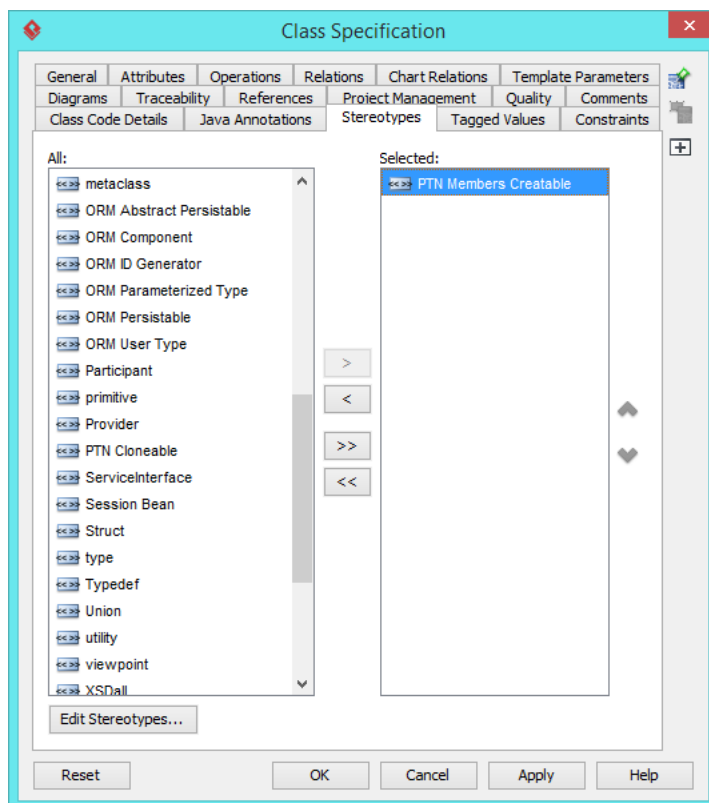 Class Specification
General Attributes Operations Relations Chart Relations Template Parameters
Diagrams Traceability References Project Management Quality Comments
Class Code Details Java Annotations Stereotypes Tagged Values Constraints
All:
<<>> metaclass
<<>> ORM Abstract Persistable
<<>> ORM Component
<<>> ORM ID Generator
<<>> ORM Parameterized Type
<<>> ORM Persistable
<<>> ORM User Type
<<>> Participant
<<>> primitive
<<>> Provider
<<>> PTN Cloneable
<<>> ServiceInterface
<<>> Session Bean
<<>> Struct
<<>> type
<<>> Typedef
<<>> Union
<<>> utility
<<>> viewpoint
<<>> XSDall
>
<
>>
<<
Selected:
<<>> PTN Members Creatable
Edit Stereotypes...
Reset OK Cancel Apply Help